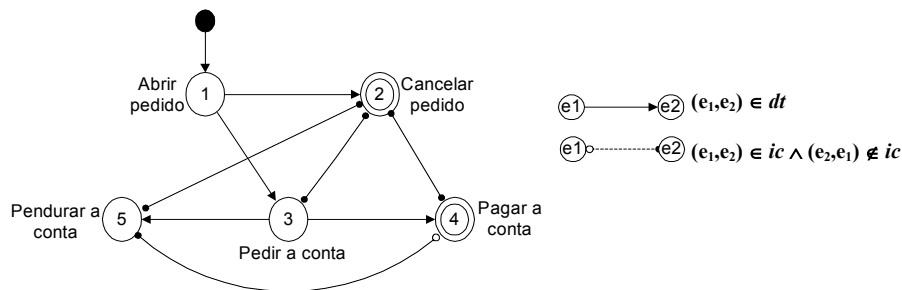 Abrir
pedido
1
2
Cancelar
pedido
e1 e2 (e1,e2) ∈ dt
e1 e2 (e1,e2) ∈ ic ∧ (e2,e1) ∉ ic
Pendurar a
conta
5
3
4
Pagar a
conta
Pedir a conta